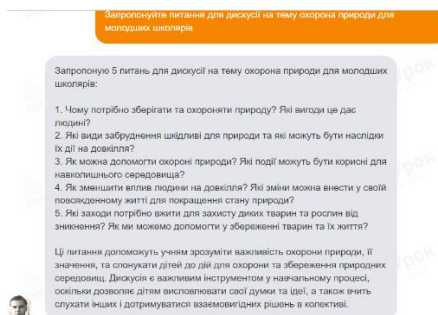 Запропонуйте питання для дискусії на тему охорона природи для
молодших школярів
Запропоную 5 питань для дискусії на тему охорона природи для молодших
школярів:
1. Чому потрібно зберігати та охороняти природу? Які вигоди це дає
людині?
2. Які види забруднення шкідливі для природи та які можуть бути наслідки
їх дії на довкілля?
3. Як можна допомогти охороні природи? Які події можуть бути корисні для
навколишнього середовища?
4. Як зменшити вплив людини на довкілля? Які зміни можна внести у своїй
повсякденному житті для покращення стану природи?
5. Які заходи потрібно вжити для захисту диких тварин та рослин від
зникнення? Як ми можемо допомогти у збереженні тварин та їх життя?
Ці питання допоможуть учням зрозуміти важливість охорони природи, її
значення, та спонукати дітей до дій для охорони та збереження природних
середовищ. Дискусія є важливим інструментом у навчальному процесі,
оскільки дозволяє дітям висловлювати свої думки та ідеї, а також вчить
слухати інших і дотримуватися взаємовигідних рішень в колективі.